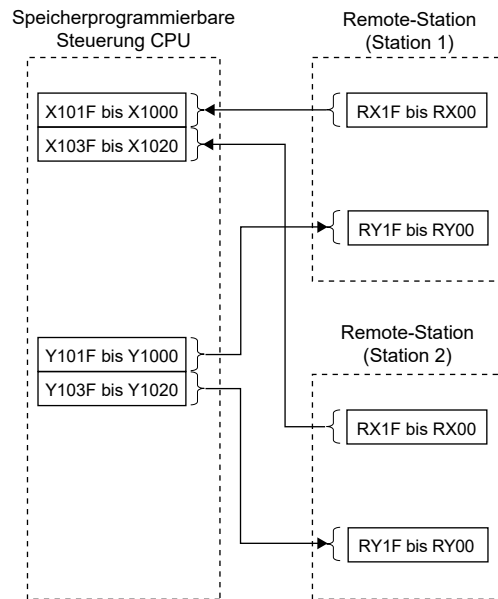 Speicherprogrammierbare
Steuerung CPU
X101F bis X1000
X103F bis X1020
Y101F bis Y1000
Y103F bis Y1020
Remote-Station
(Station 1)
RX1F bis RX00
RY1F bis RY00
Remote-Station
(Station 2)
RX1F bis RX00
RY1F bis RY00